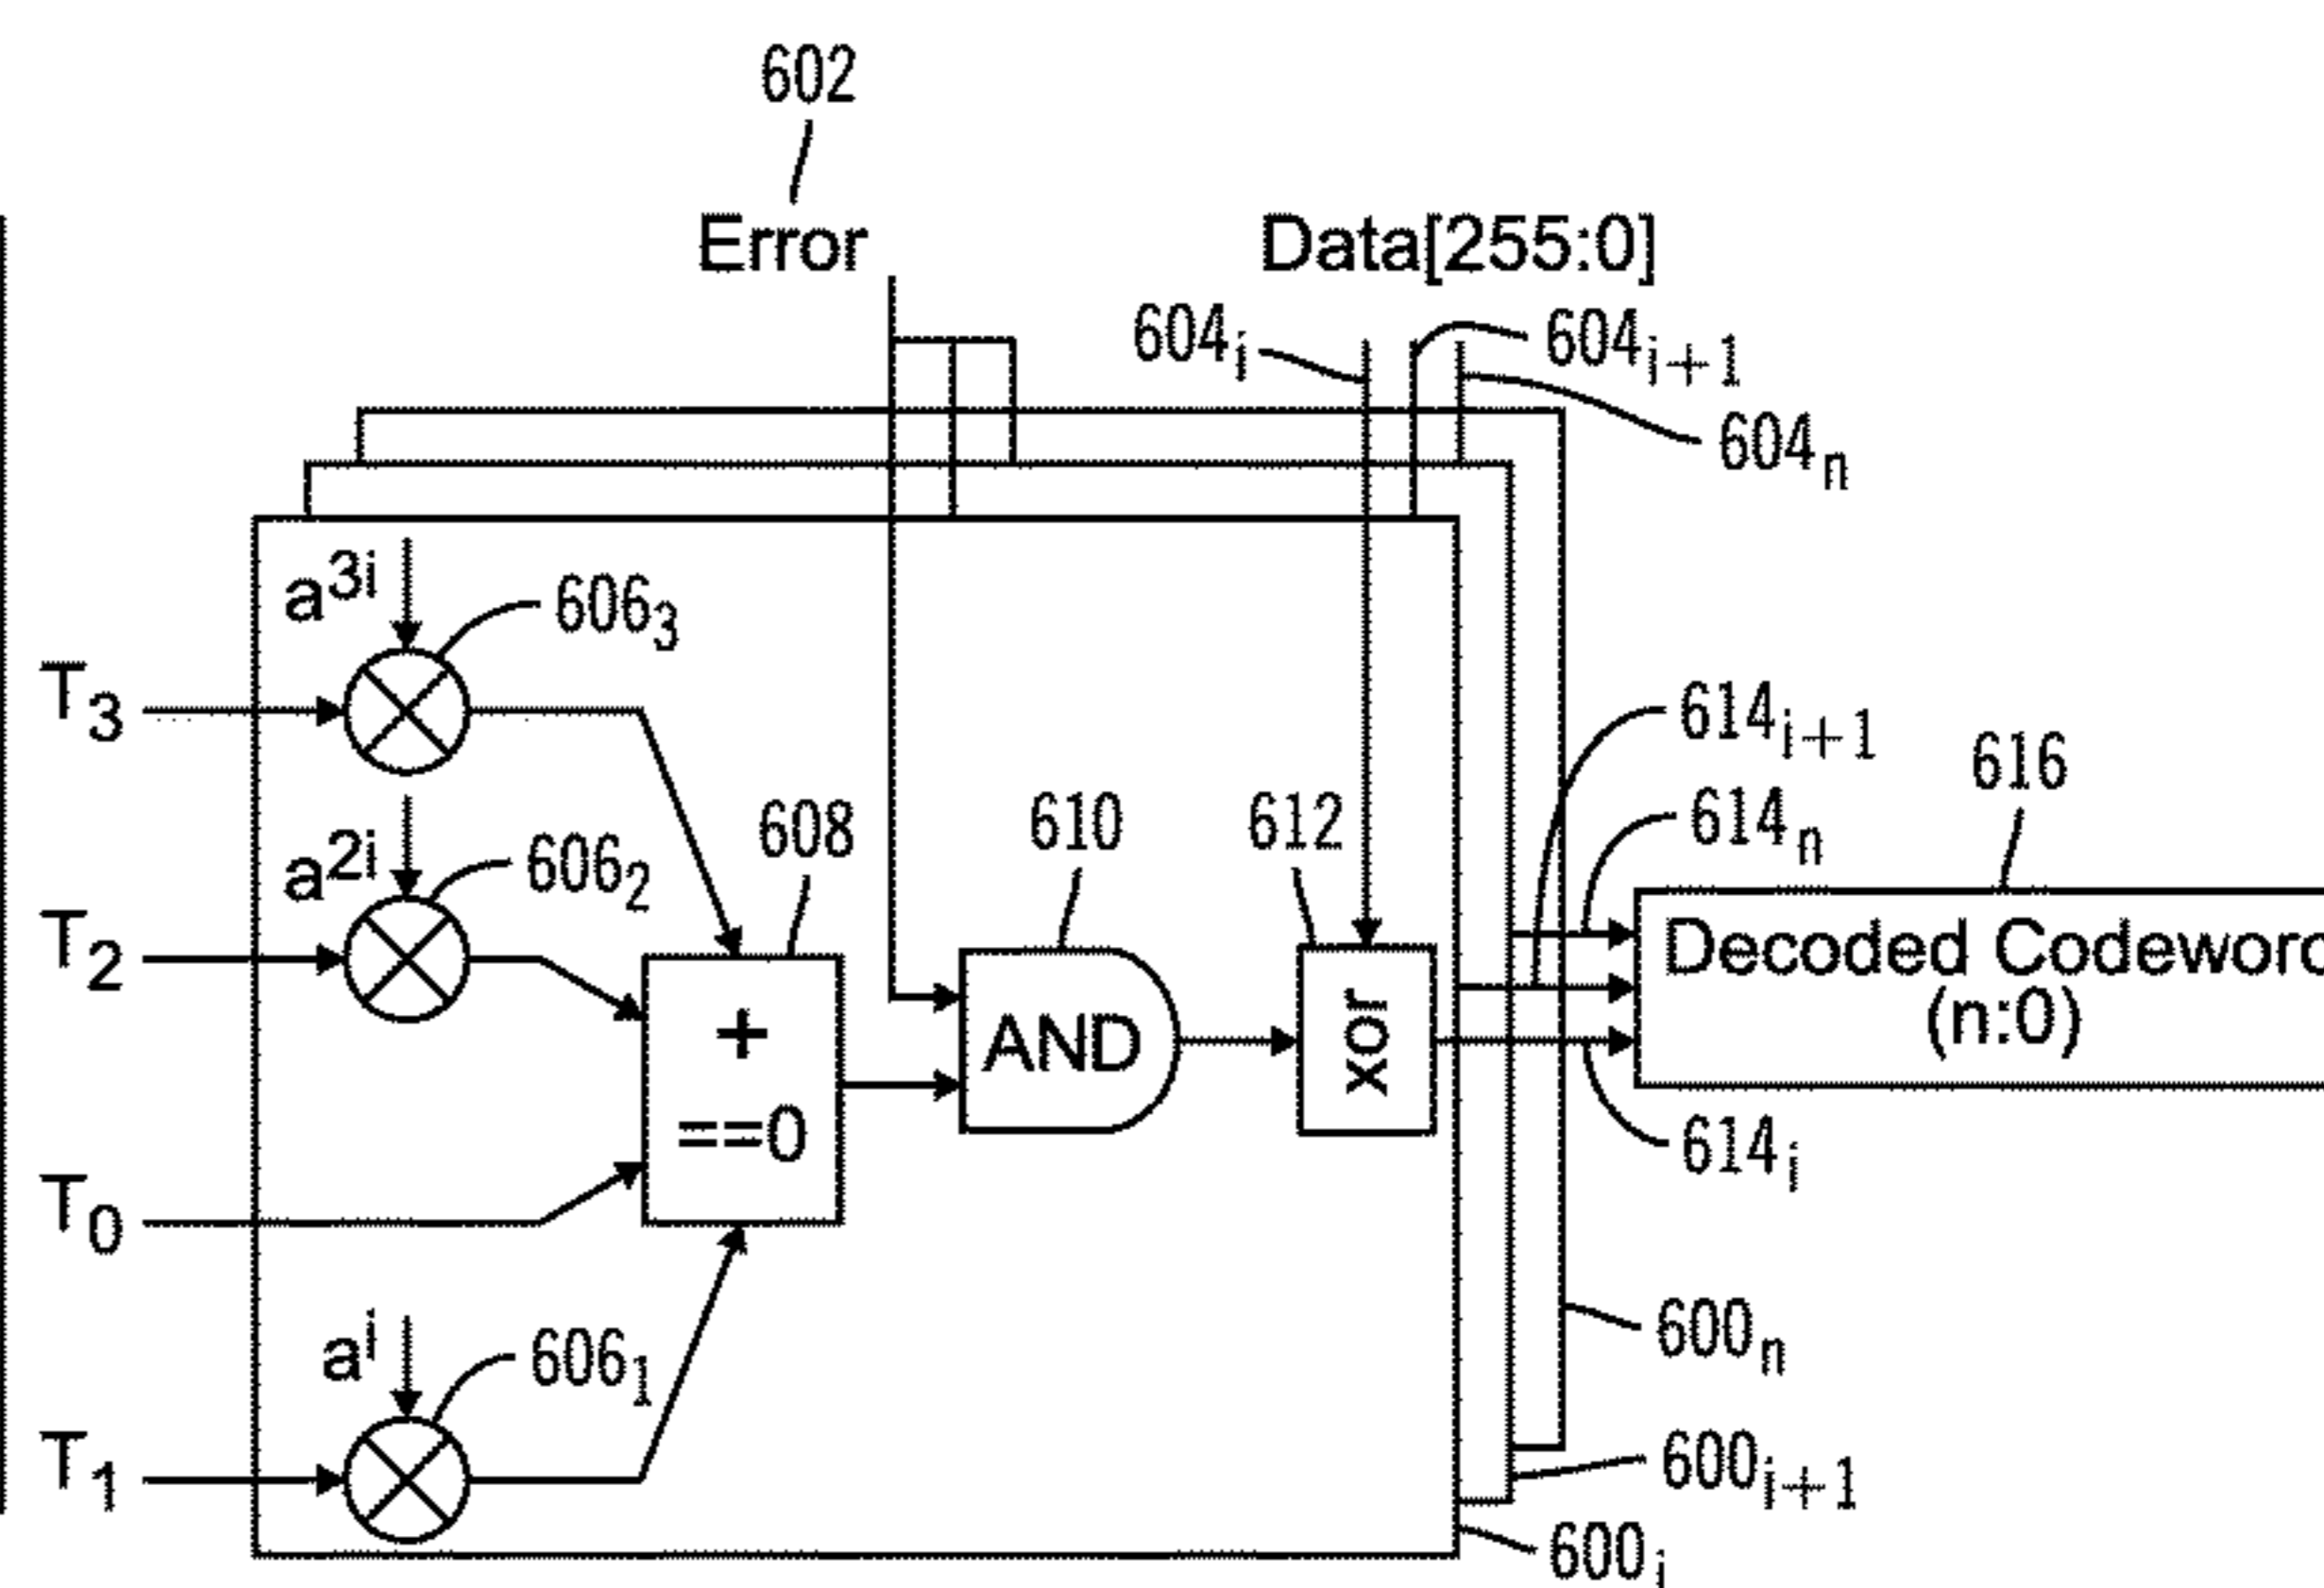 602
Error
Data[255:0]
604i
604i+1
604n
a3i
6063
T3
614i+1
616
614n
a2i
6062
608
610
612
T2
Decoded Codeword
(n:0)
+
==0
AND
xor
614i
T0
ai
6061
600n
T1
600i+1
600i